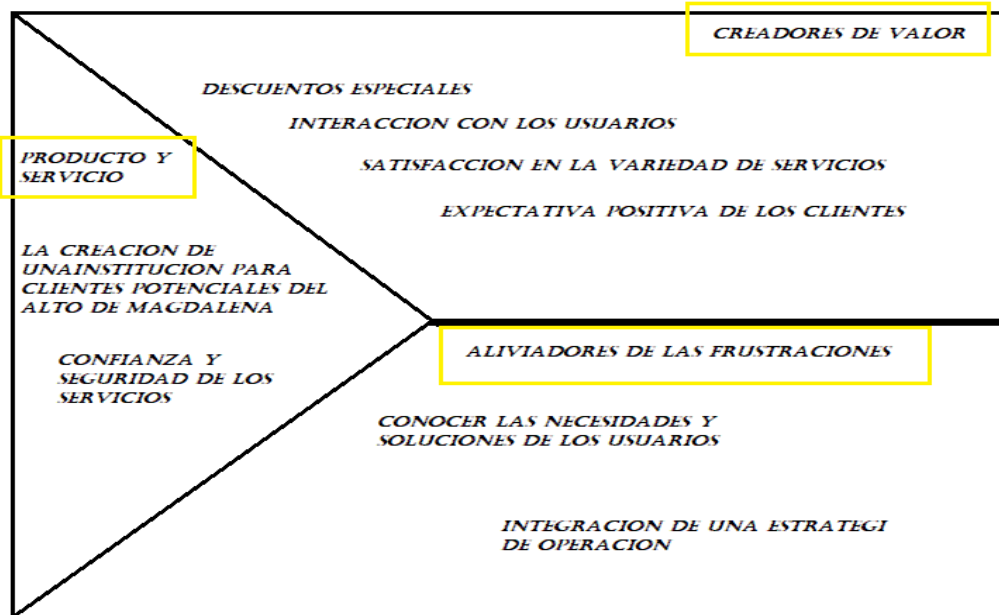 CREADORES DE VALOR
DESCUENTOS ESPECIALES
INTERACCION CON LOS USUARIOS
SATISFACCION EN LA VARIEDAD DE SERVICIOS
EXPECTATIVA POSITIVA DE LOS CLIENTES
PRODUCTO Y
SERVICIO
LA CREACION DE
UNAINSTITUCION PARA
CLIENTES POTENCIALES DEL
ALTO DE MAGDALENA
CONFIANZA Y
SEGURIDAD DE LOS
SERVICIOS
ALIVIADORES DE LAS FRUSTRACIONES
CONOCER LAS NECESIDADES Y
SOLUCIONES DE LOS USUARIOS
INTEGRACION DE UNA ESTRATEGI
DE OPERACION